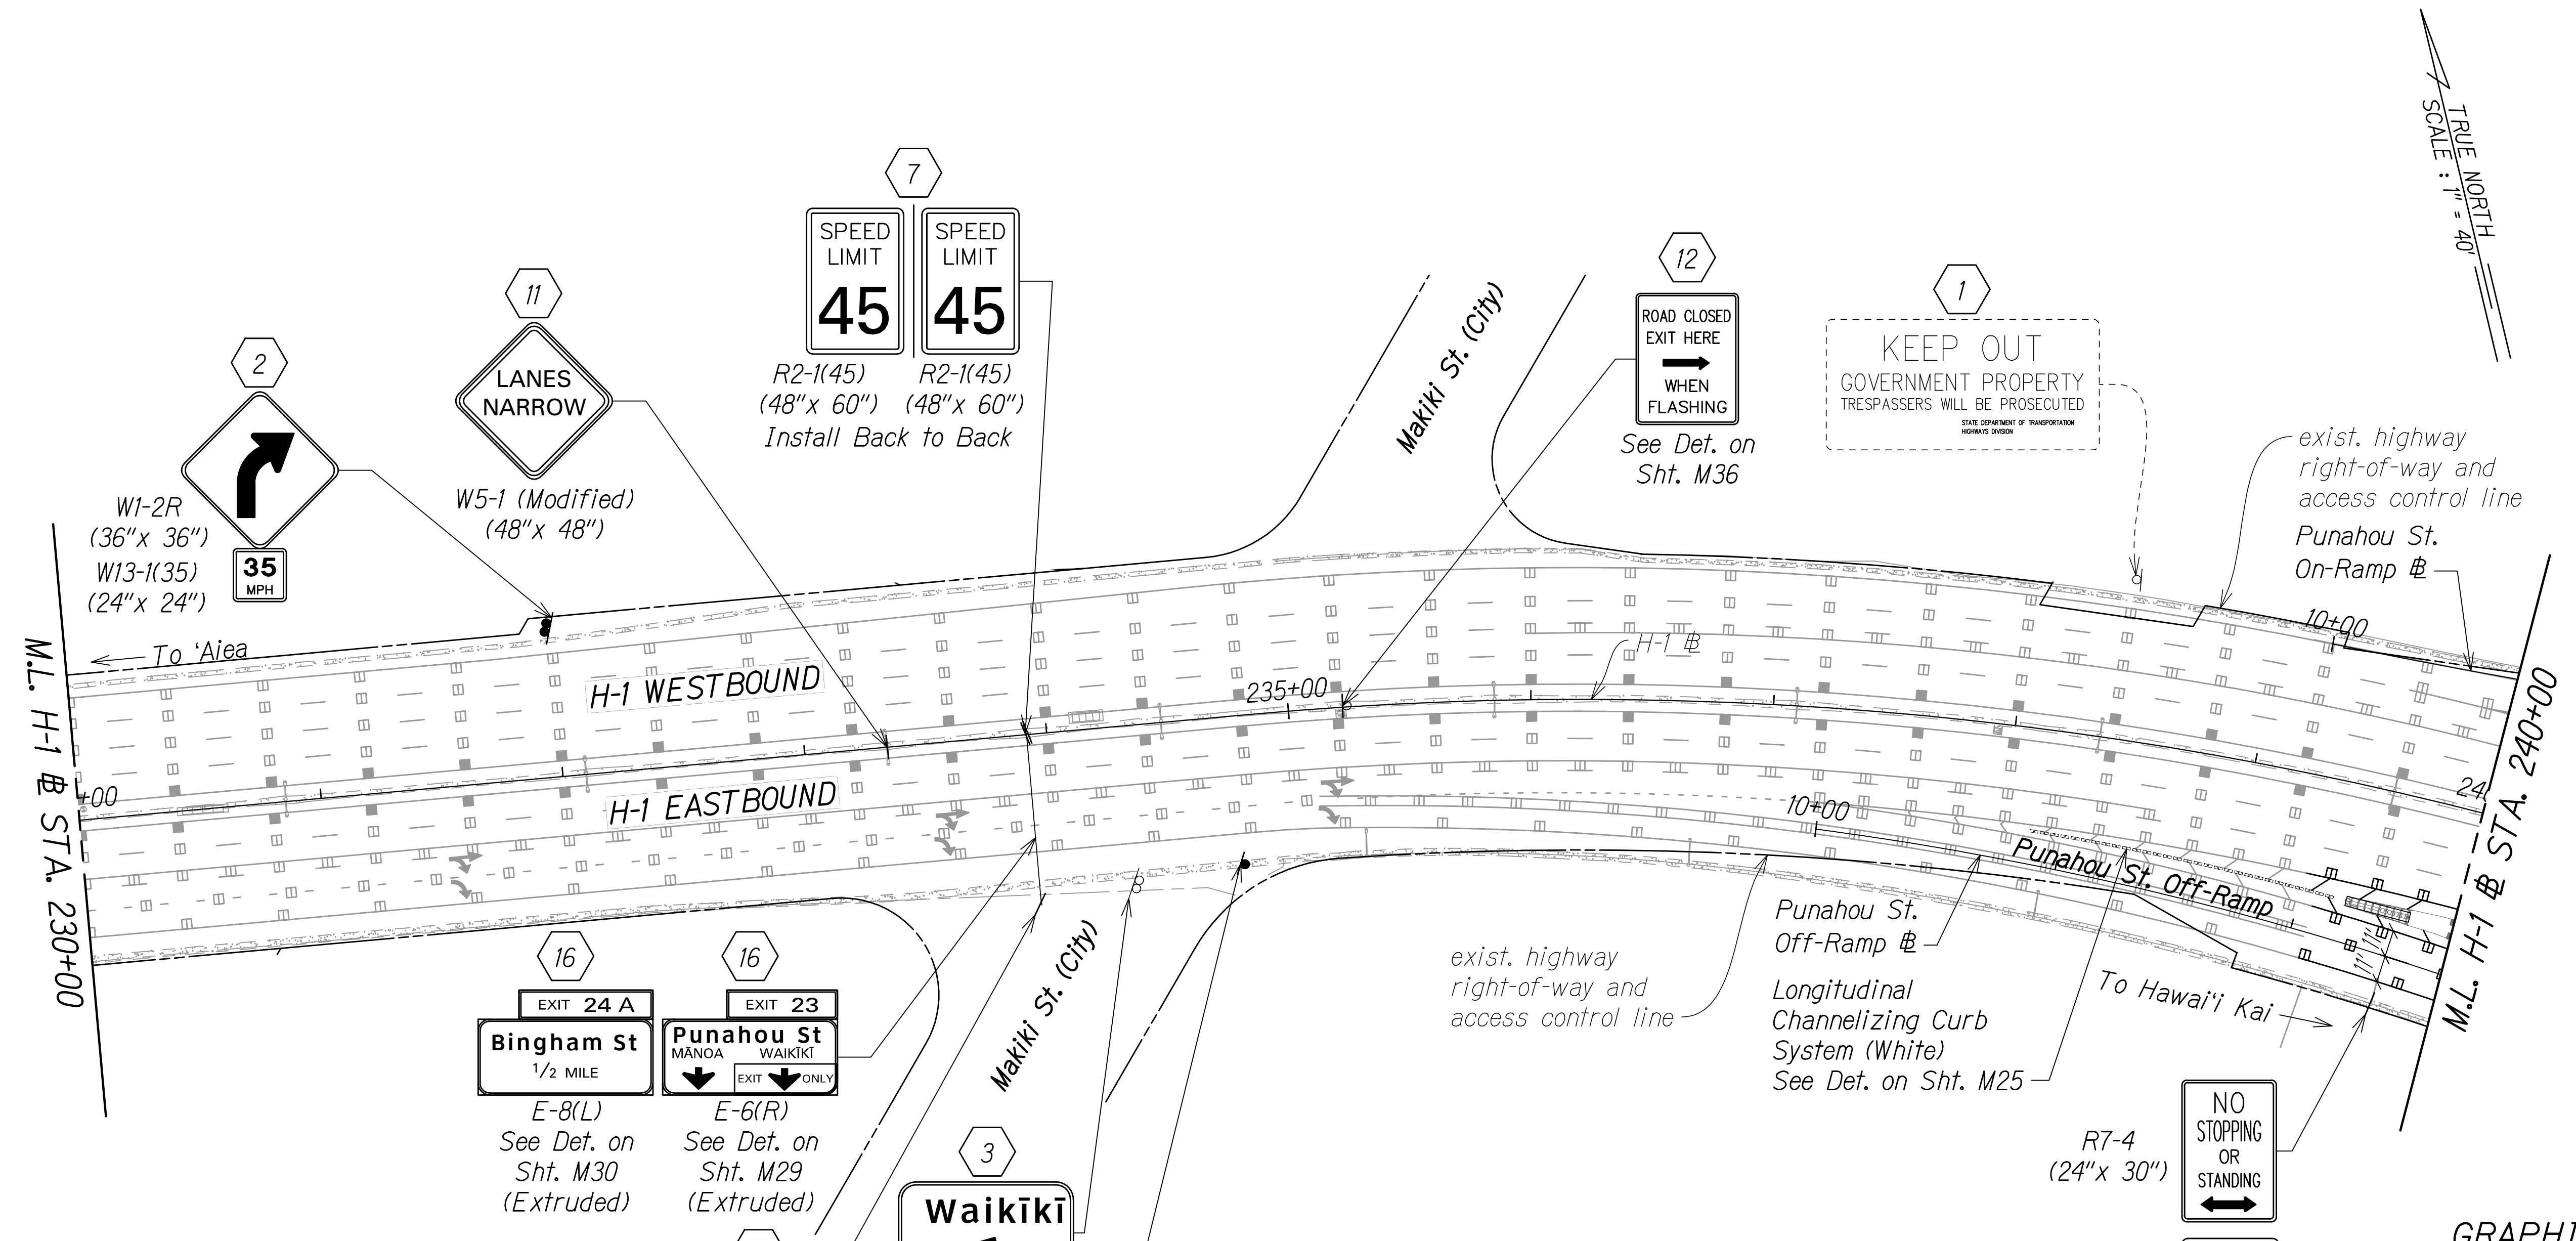 TRUE NORTH
SCALE : 1" = 40'
7
SPEED
LIMIT
45
SPEED
LIMIT
45
R2-1(45)
(48"x 60")
R2-1(45)
(48"x 60")
Install Back to Back
12
ROAD CLOSED
EXIT HERE
WHEN
FLASHING
See Det. on
Sht. M36
1
KEEP OUT
GOVERNMENT PROPERTY
TRESPASSERS WILL BE PROSECUTED
STATE DEPARTMENT OF TRANSPORTATION
HIGHWAYS DIVISION
11
LANES
NARROW
W5-1 (Modified)
(48"x 48")
2
W1-2R
(36"x 36")
35
MPH
W13-1(35)
(24"x 24")
Makiki St. (City)
exist. highway
right-of-way and
access control line
Punahou St.
On-Ramp ℄
10+00
To ʻAiea
H-1 WESTBOUND
H-1 ℄
235+00
+00
H-1 EASTBOUND
10+00
24
M.L. H-1 ℄ STA. 230+00
M.L. H-1 ℄ STA. 240+00
Punahou St. Off-Ramp
Punahou St.
Off-Ramp ℄
Longitudinal
Channelizing Curb
System (White)
See Det. on Sht. M25
exist. highway
right-of-way and
access control line
To Hawaiʻi Kai
Makiki St. (City)
16
EXIT 24 A
Bingham St
1/2 MILE
E-8(L)
See Det. on
Sht. M30
(Extruded)
16
EXIT 23
Punahou St
MĀNOA WAIKĪKĪ
EXIT ONLY
E-6(R)
See Det. on
Sht. M29
(Extruded)
3
Waikīkī
R7-4
(24"x 30")
NO
STOPPING
OR
STANDING